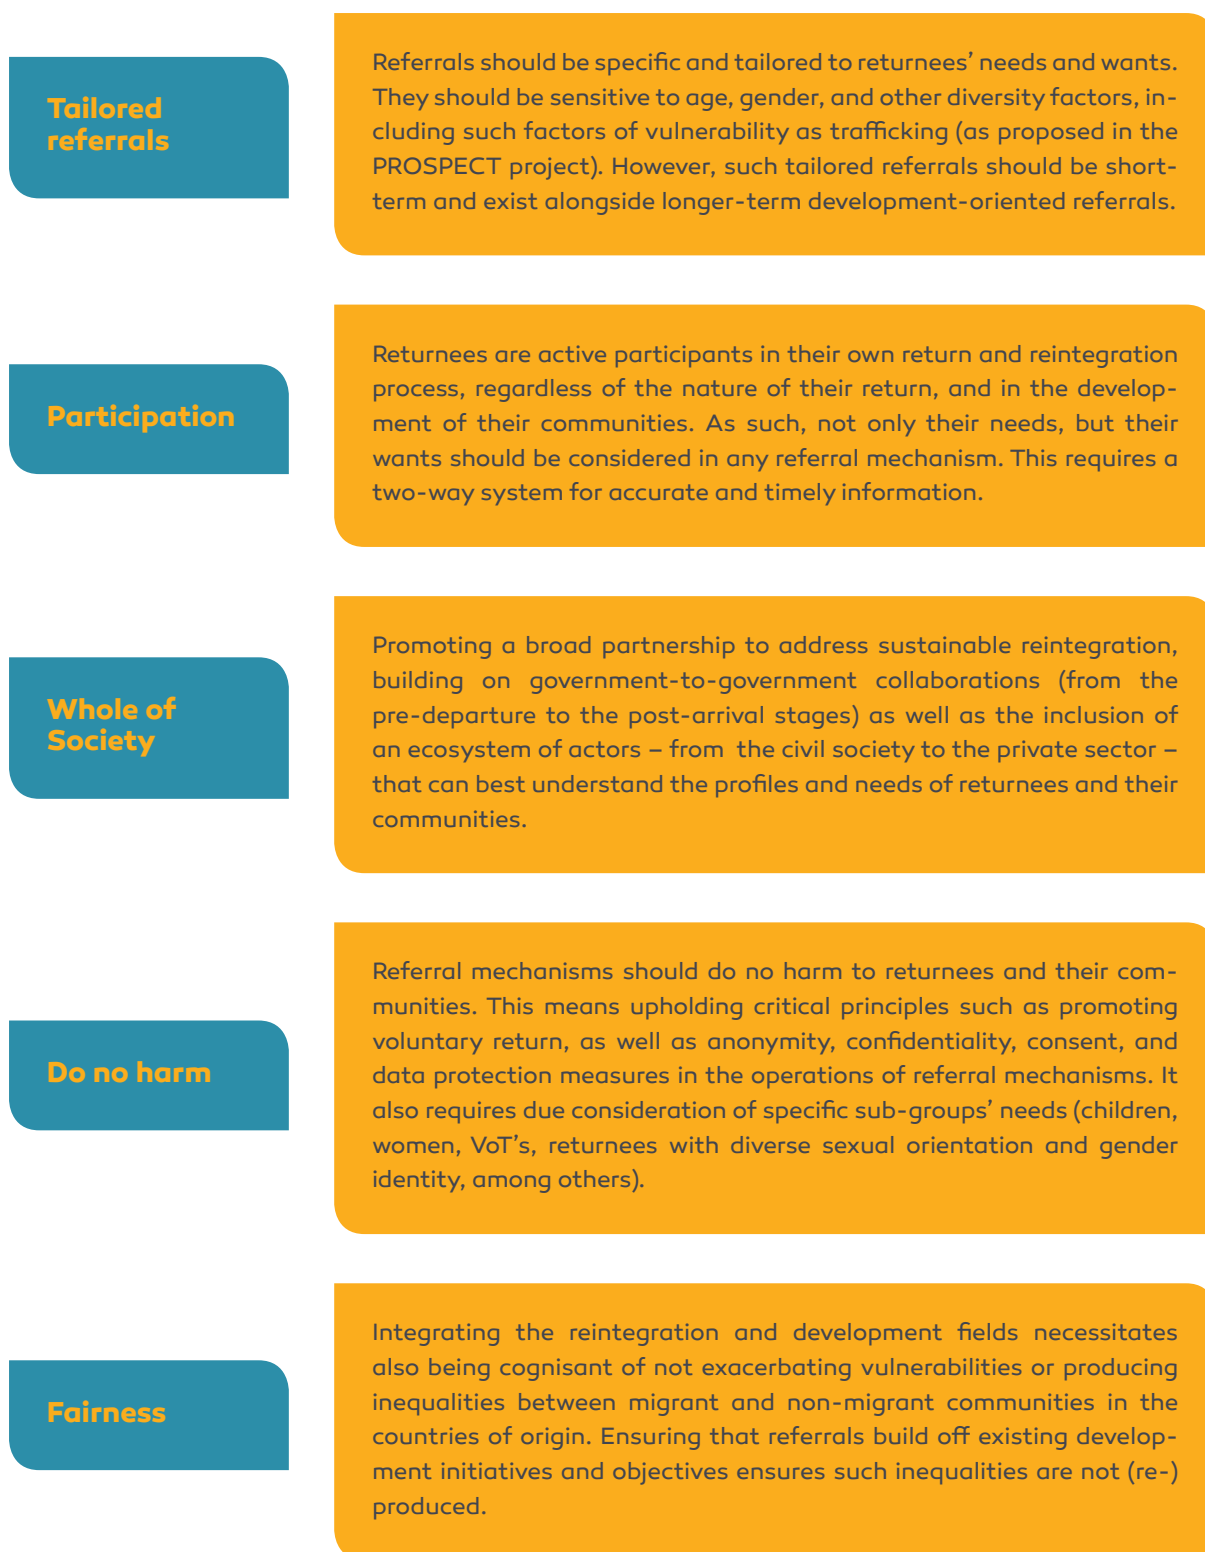 Tailored
referrals
Referrals should be specific and tailored to returnees’ needs and wants.
They should be sensitive to age, gender, and other diversity factors, in-
cluding such factors of vulnerability as trafficking (as proposed in the
PROSPECT project). However, such tailored referrals should be short-
term and exist alongside longer-term development-oriented referrals.
Participation
Returnees are active participants in their own return and reintegration
process, regardless of the nature of their return, and in the develop-
ment of their communities. As such, not only their needs, but their
wants should be considered in any referral mechanism. This requires a
two-way system for accurate and timely information.
Whole of
Society
Promoting a broad partnership to address sustainable reintegration,
building on government-to-government collaborations (from the
pre-departure to the post-arrival stages) as well as the inclusion of
an ecosystem of actors – from the civil society to the private sector –
that can best understand the profiles and needs of returnees and their
communities.
Do no harm
Referral mechanisms should do no harm to returnees and their com-
munities. This means upholding critical principles such as promoting
voluntary return, as well as anonymity, confidentiality, consent, and
data protection measures in the operations of referral mechanisms. It
also requires due consideration of specific sub-groups’ needs (children,
women, VoT’s, returnees with diverse sexual orientation and gender
identity, among others).
Fairness
Integrating the reintegration and development fields necessitates
also being cognisant of not exacerbating vulnerabilities or producing
inequalities between migrant and non-migrant communities in the
countries of origin. Ensuring that referrals build off existing develop-
ment initiatives and objectives ensures such inequalities are not (re-)
produced.